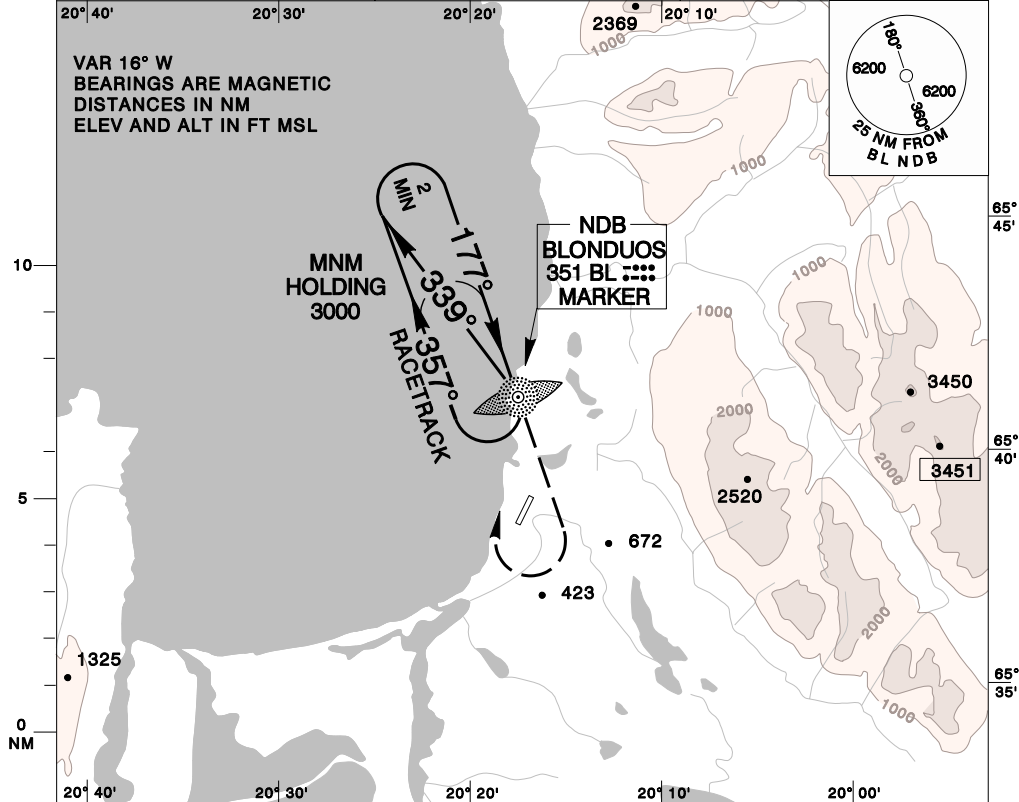 20° 40'
20° 30'
20° 20'
20° 10'
2369
1000
VAR 16° W
BEARINGS ARE MAGNETIC
DISTANCES IN NM
ELEV AND ALT IN FT MSL
180°
6200
6200
360°
25 NM FROM
BL NDB
1000
65°
45'
2
MIN
177°
339°
357°
RACETRACK
MNM
HOLDING
3000
NDB
BLONDUOS
351 BL
MARKER
10
1000
1000
3450
2000
2000
65°
40'
3451
2520
5
672
423
2000
1325
65°
35'
1000
0
NM
20° 40'
20° 30'
20° 20'
20° 10'
20° 00'